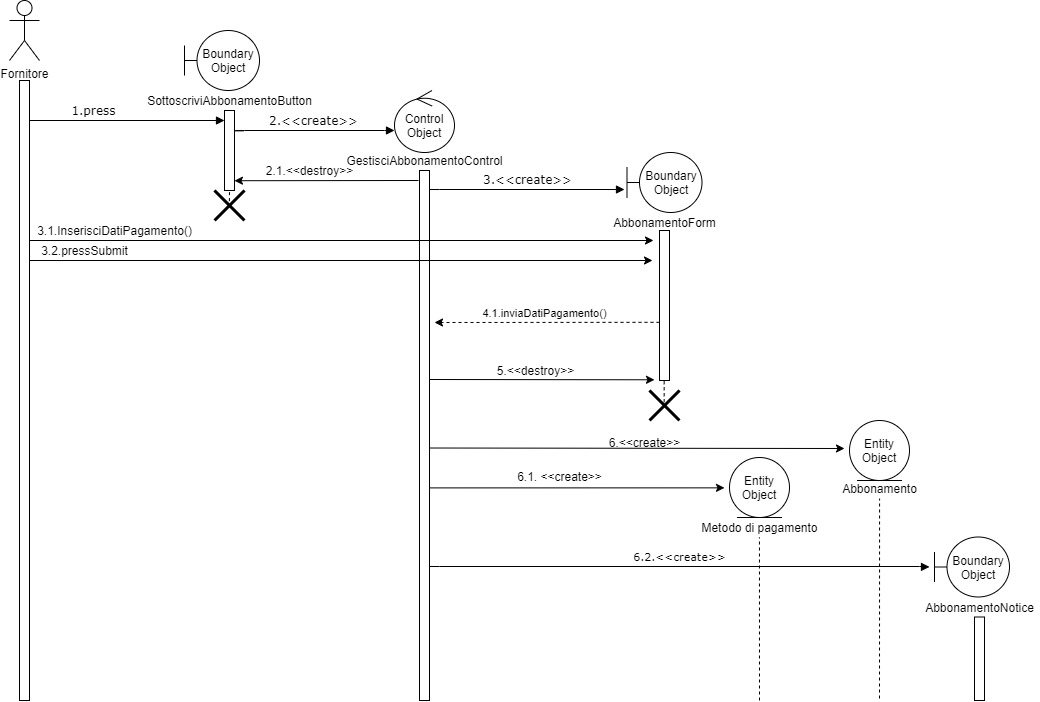 Fornitore
Boundary
Object
SottoscriviAbbonamentoButton
1.press
2.<<create>>
Control
Object
GestisciAbbonamentoControl
2.1.<<destroy>>
3.<<create>>
Boundary
Object
AbbonamentoForm
3.1.InserisciDatiPagamento()
3.2.pressSubmit
4.1.inviaDatiPagamento()
5.<<destroy>>
6.<<create>>
Entity
Object
Abbonamento
6.1. <<create>>
Entity
Object
Metodo di pagamento
6.2.<<create>>
Boundary
Object
AbbonamentoNotice